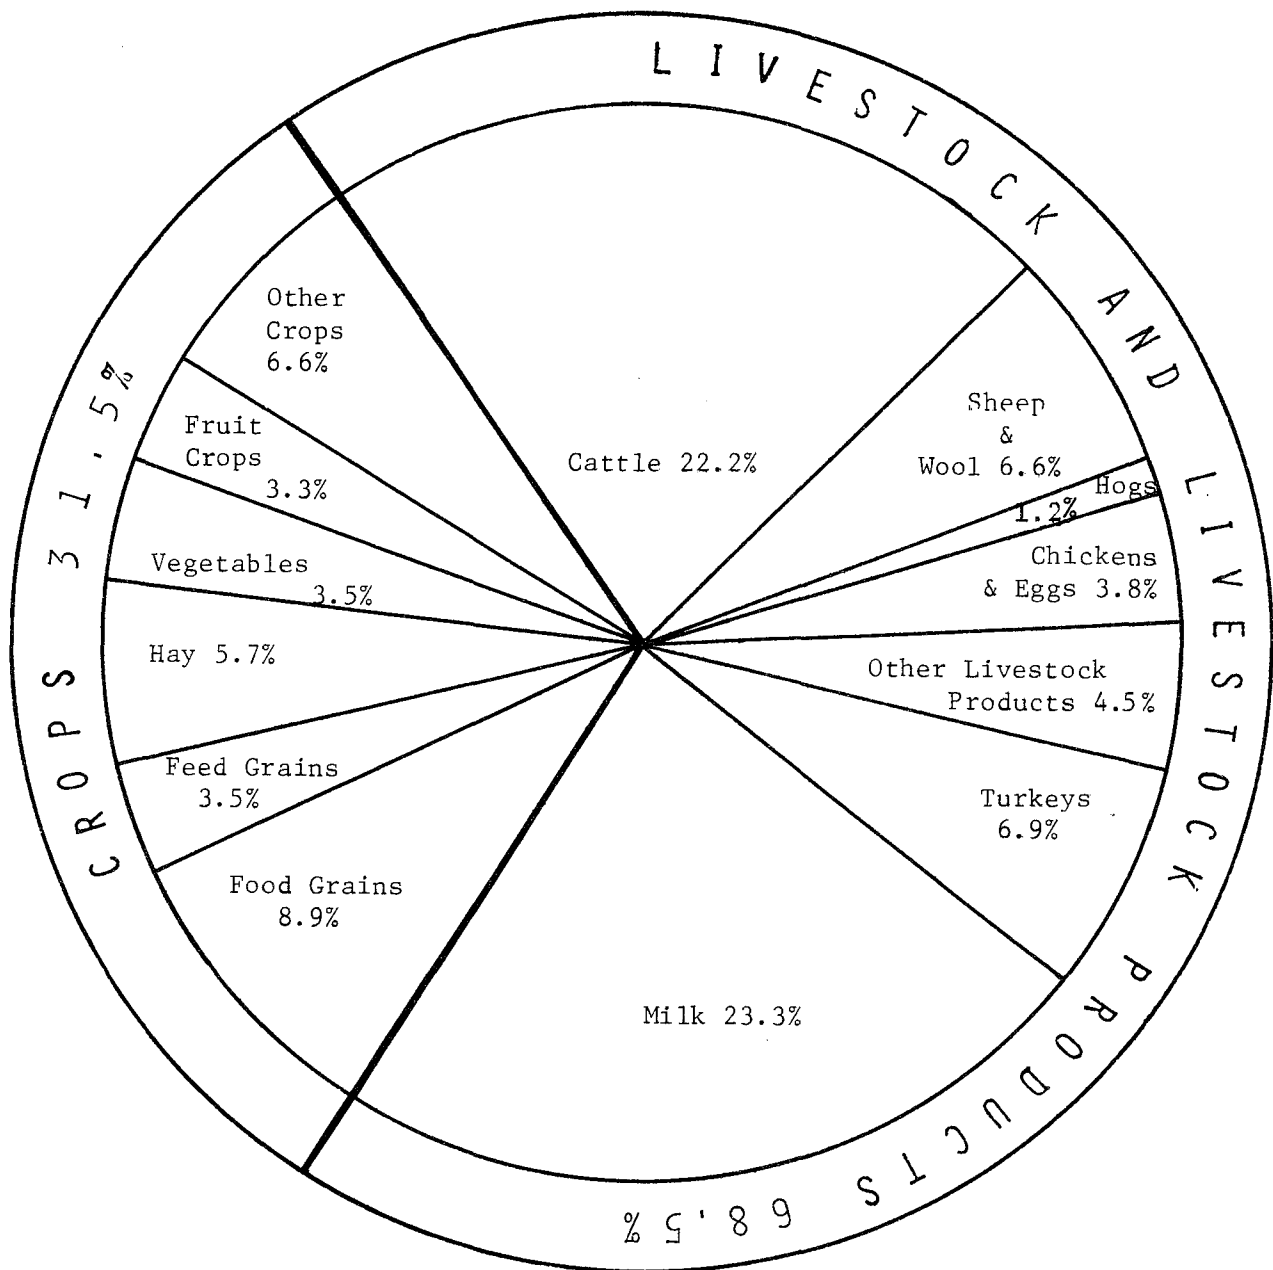 LIVESTOCK AND LIVESTOCK PRODUCTS 68.5%
CROPS 31.5%
Cattle 22.2%
Sheep
&
Wool 6.6%
Hogs
1.2%
Chickens
& Eggs 3.8%
Other Livestock
Products 4.5%
Turkeys
6.9%
Milk 23.3%
Food Grains
8.9%
Feed Grains
3.5%
Hay 5.7%
Vegetables
3.5%
Fruit
Crops
3.3%
Other
Crops
6.6%